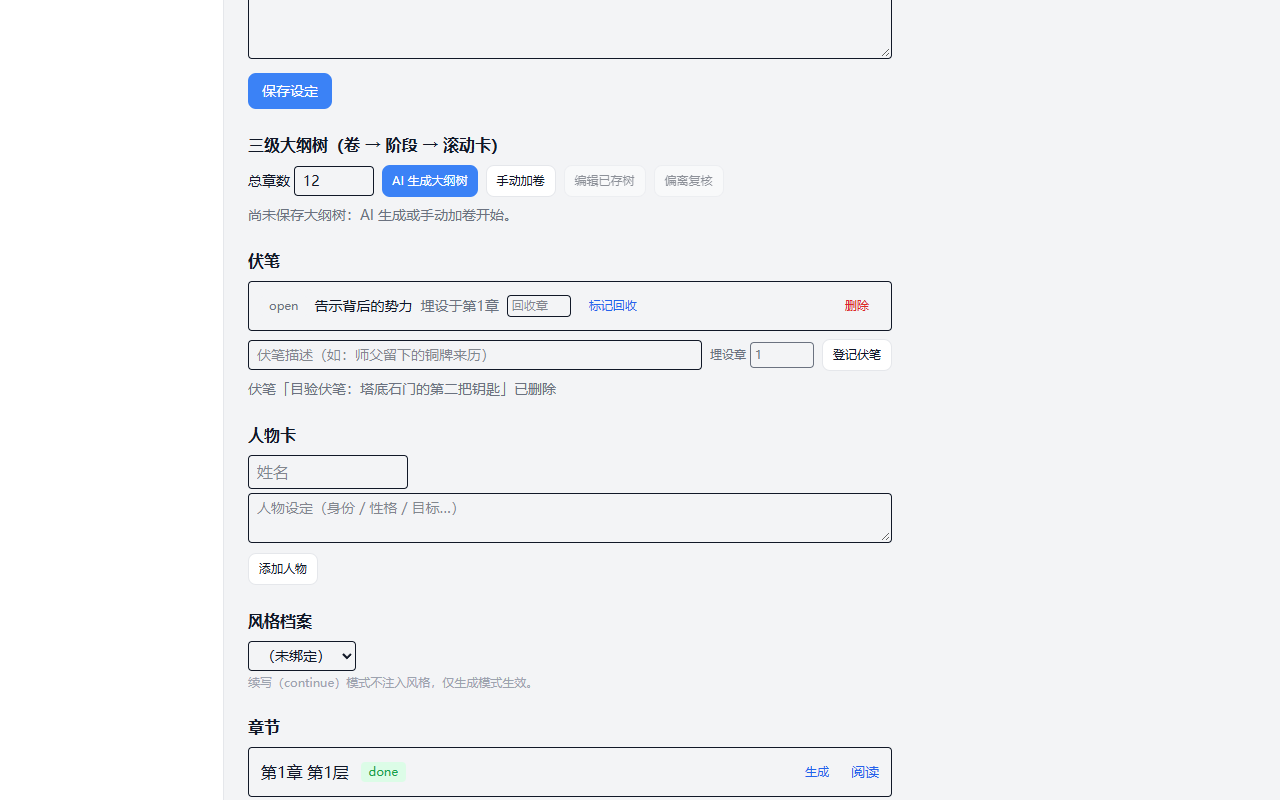 保存设定
三级大纲树（卷 → 阶段 → 滚动卡）
总章数 12 AI 生成大纲树 手动加卷 编辑已存树 偏离复核
尚未保存大纲树：AI 生成或手动加卷开始。
伏笔
open 告示背后的势力 埋设于第1章 回收章 标记回收 删除
伏笔描述（如：师父留下的铜牌来历） 埋设章 1 登记伏笔
伏笔「目验伏笔：塔底石门的第二把钥匙」已删除
人物卡
姓名
人物设定（身份 / 性格 / 目标…）
添加人物
风格档案
（未绑定）
续写（continue）模式不注入风格，仅生成模式生效。
章节
第1章 第1层 done 生成 阅读